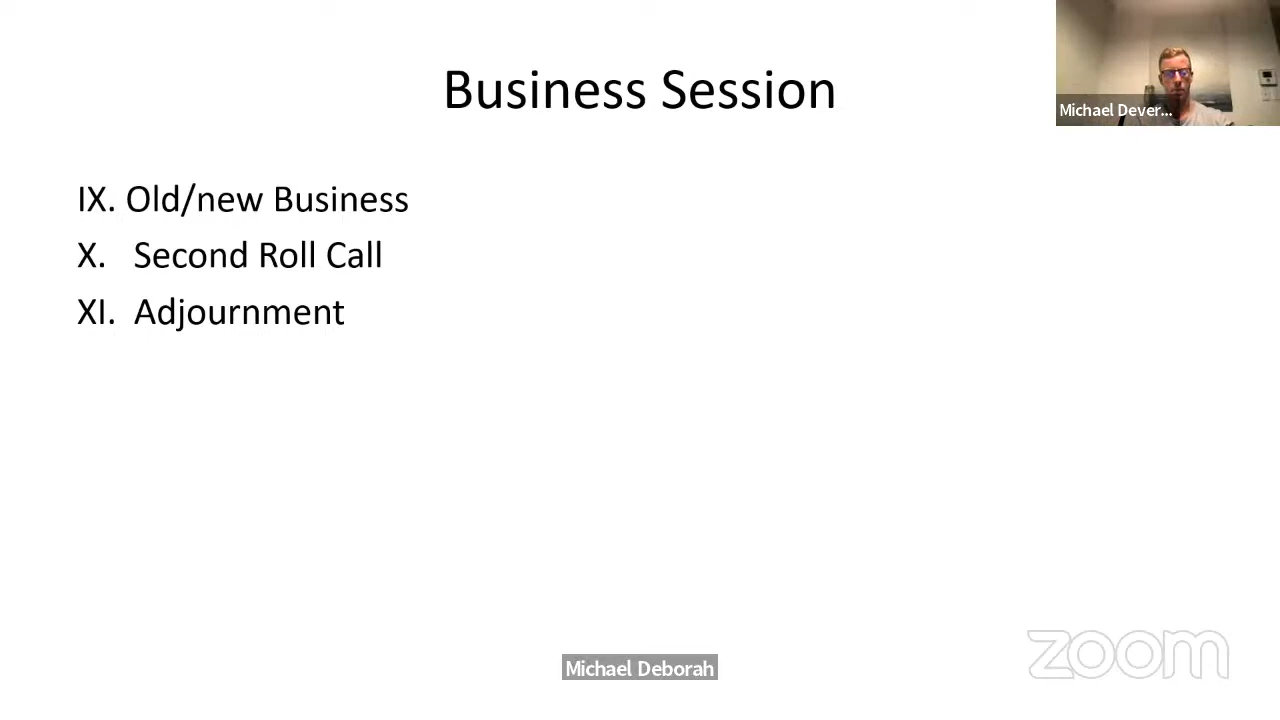 Business Session
Michael Dever...
IX. Old/new Business
X. Second Roll Call
XI. Adjournment
Michael Deborah
zoom